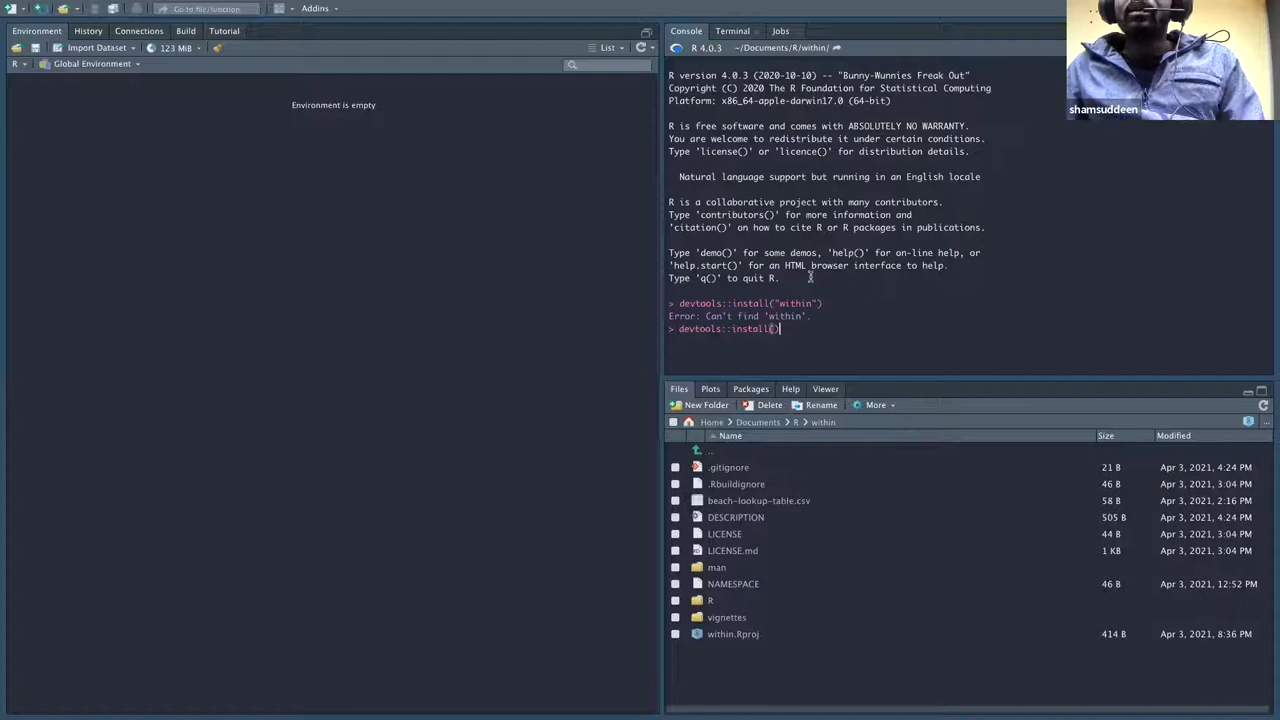 Go to file/function
Addins
Environment
History
Connections
Build
Tutorial
Import Dataset
123 MiB
List
R
Global Environment
Environment is empty
Console
Terminal
Jobs
R 4.0.3 ~/Documents/R/within/
R version 4.0.3 (2020-10-10) -- "Bunny-Wunnies Freak Out"
Copyright (C) 2020 The R Foundation for Statistical Computing
Platform: x86_64-apple-darwin17.0 (64-bit)
R is free software and comes with ABSOLUTELY NO WARRANTY.
You are welcome to redistribute it under certain conditions.
Type 'license()' or 'licence()' for distribution details.
Natural language support but running in an English locale
R is a collaborative project with many contributors.
Type 'contributors()' for more information and
'citation()' on how to cite R or R packages in publications.
Type 'demo()' for some demos, 'help()' for on-line help, or
'help.start()' for an HTML browser interface to help.
Type 'q()' to quit R.
> devtools::install("within")
Error: Can't find 'within'.
> devtools::install()
shamsuddeen
Files
Plots
Packages
Help
Viewer
New Folder
Delete
Rename
More
Home
Documents
R
within
...
Name
Size
Modified
..
.gitignore 21 B Apr 3, 2021, 4:24 PM
.Rbuildignore 46 B Apr 3, 2021, 3:04 PM
beach-lookup-table.csv 58 B Apr 3, 2021, 2:16 PM
DESCRIPTION 505 B Apr 3, 2021, 4:24 PM
LICENSE 44 B Apr 3, 2021, 3:04 PM
LICENSE.md 1 KB Apr 3, 2021, 3:04 PM
man
NAMESPACE 46 B Apr 3, 2021, 12:52 PM
R
vignettes
within.Rproj 414 B Apr 3, 2021, 8:36 PM